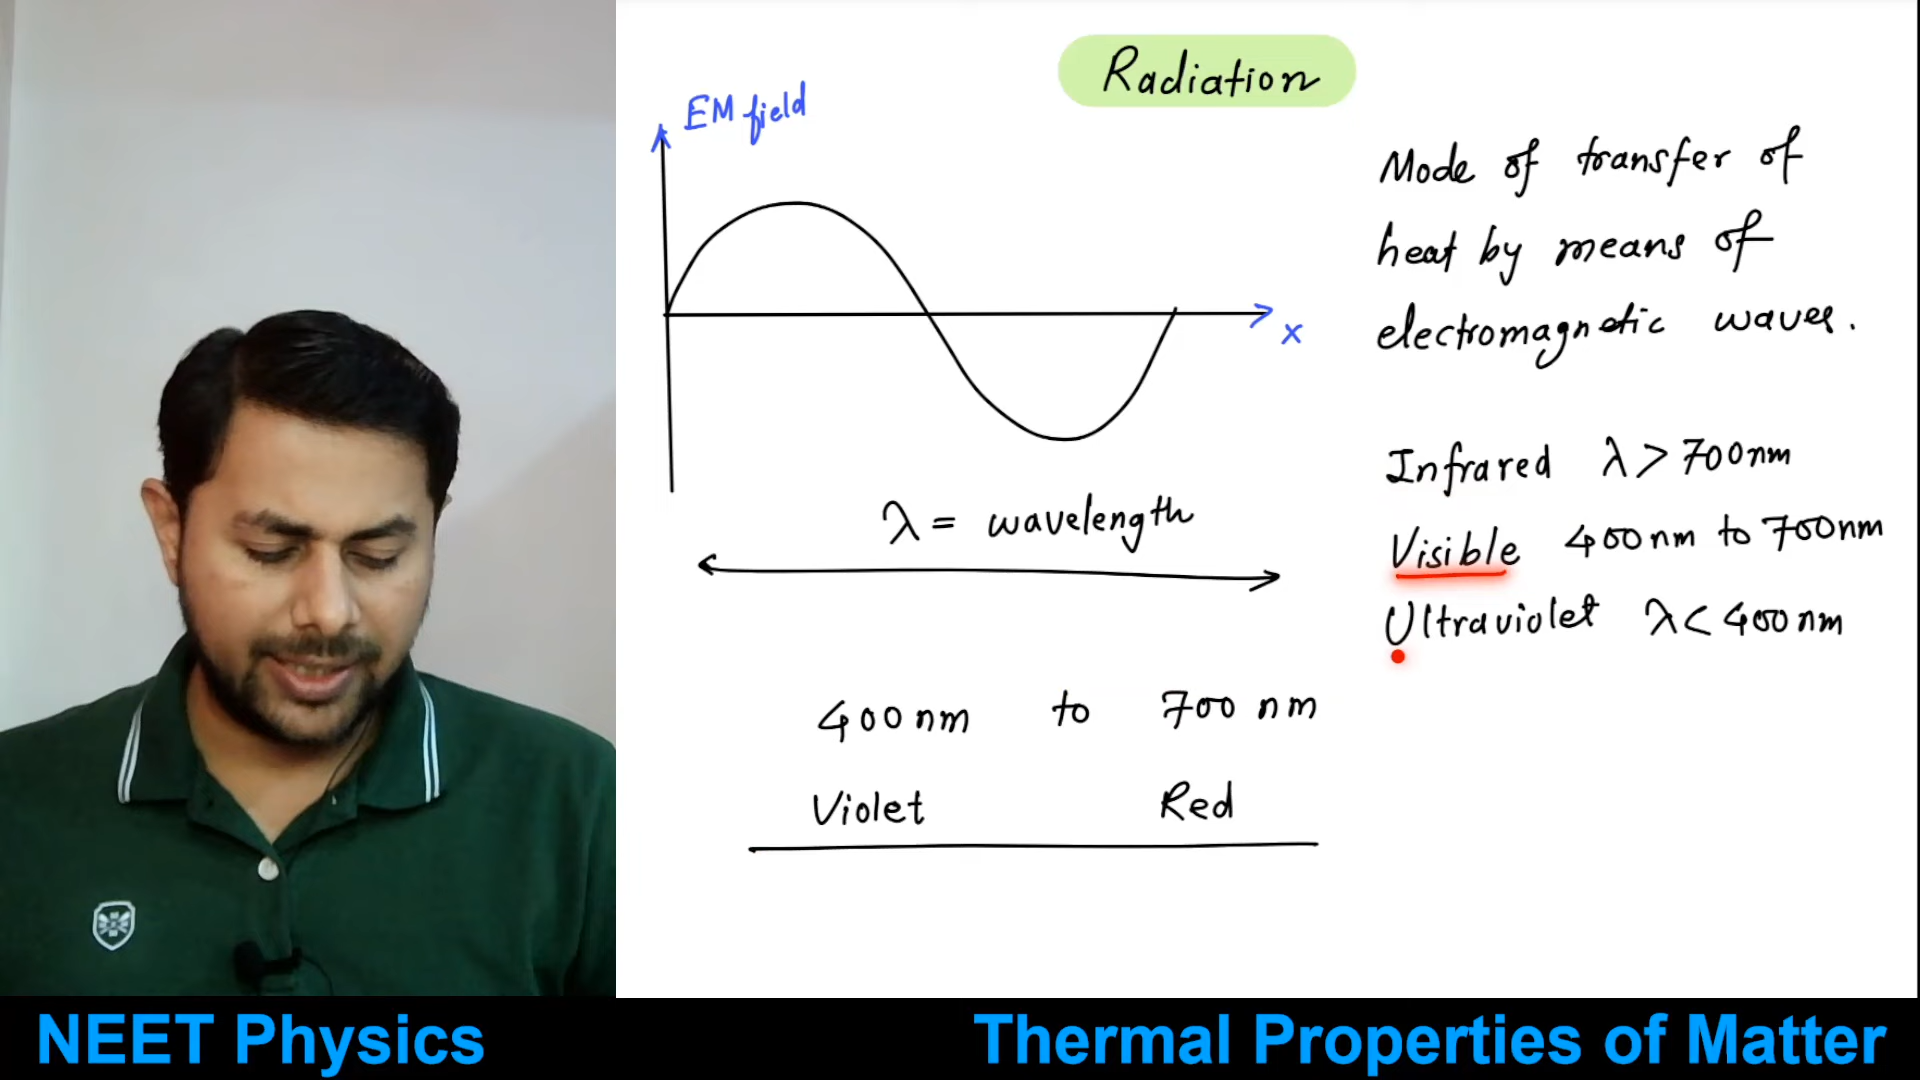 Radiation
EM field
x
λ = wavelength
400 nm to 700 nm
Violet Red
Mode of transfer of
heat by means of
electromagnetic waves.
Infrared λ > 700nm
Visible 400nm to 700nm
Ultraviolet λ < 400nm
NEET Physics
Thermal Properties of Matter